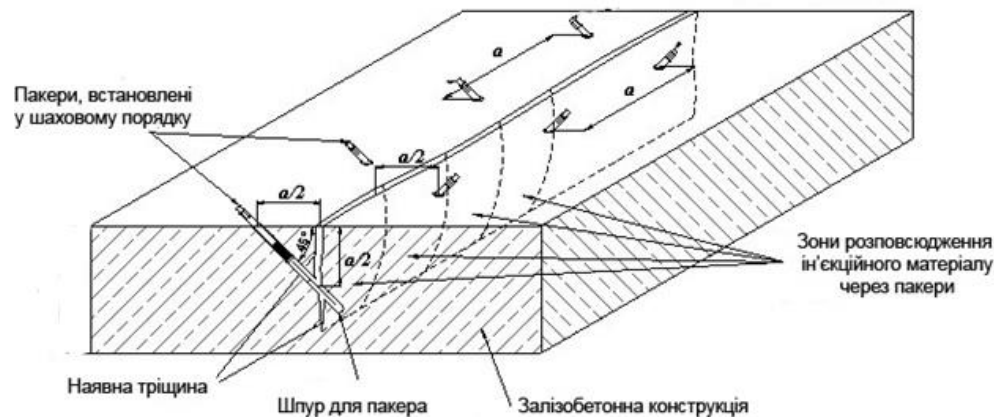 a
Пакери, встановлені
у шаховому порядку
a
a/2
a/2
45°
a/2
Зони розповсюдження
ін'єкційного матеріалу
через пакери
Наявна тріщина
Шпур для пакера
Залізобетонна конструкція